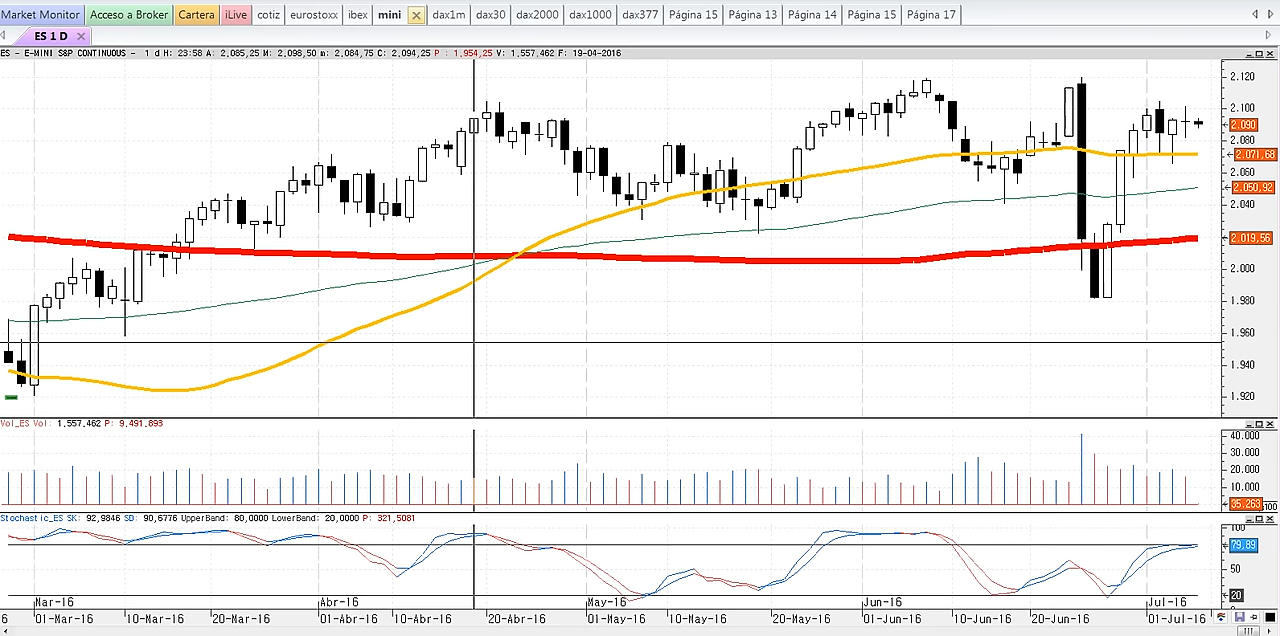 Market Monitor Acceso a Broker Cartera iLive cotiz eurostoxx ibex mini dax1m dax30 dax2000 dax1000 dax377 Página 15 Página 13 Página 14 Página 15 Página 17
ES 1 D
ES - E-MINI S&P CONTINUOUS - 1 d H: 23:58 A: 2,085,25 M: 2,098,50 m: 2,084,75 C: 2,094,25 P : 1,954,25 V: 1,557,462 F: 19-04-2016
2.120
2.100
2.090
2.080
2.071,68
2.060
2.050,92
2.040
2.019,56
2.000
1.980
1.960
1.940
1.920
Vol_ES Vol: 1.557.462 P: 9.491.893
40.000
30.000
20.000
10.000
35.263
x100
Stochastic_ES SK: 92,9846 SD: 90,6776 UpperBand: 80,0000 LowerBand: 20,0000 P: 321,5081
100
79,89
50
20
Mar-16 Abr-16 May-16 Jun-16 Jul-16
6 01-Mar-16 10-Mar-16 20-Mar-16 01-Abr-16 10-Abr-16 20-Abr-16 01-May-16 10-May-16 20-May-16 01-Jun-16 10-Jun-16 20-Jun-16 01-Jul-16